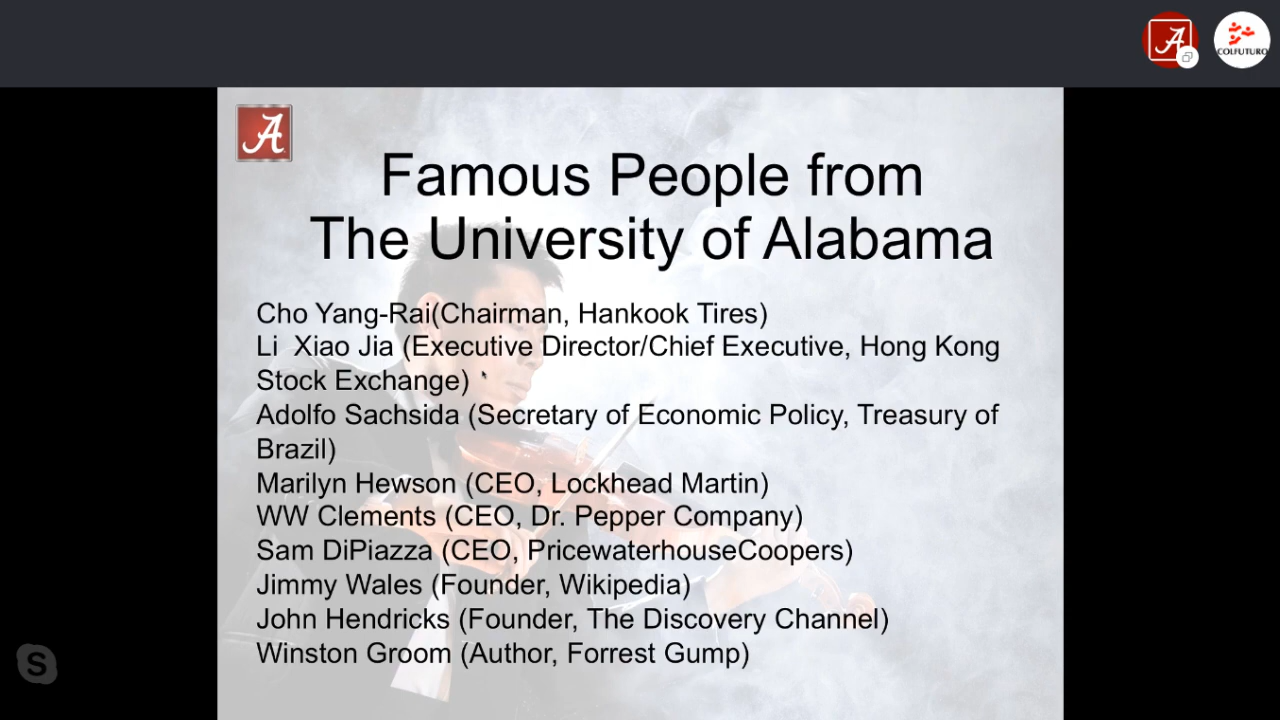 A
COLFUTURO
A
Famous People from
The University of Alabama
Cho Yang-Rai(Chairman, Hankook Tires)
Li Xiao Jia (Executive Director/Chief Executive, Hong Kong
Stock Exchange)
Adolfo Sachsida (Secretary of Economic Policy, Treasury of
Brazil)
Marilyn Hewson (CEO, Lockhead Martin)
WW Clements (CEO, Dr. Pepper Company)
Sam DiPiazza (CEO, PricewaterhouseCoopers)
Jimmy Wales (Founder, Wikipedia)
John Hendricks (Founder, The Discovery Channel)
Winston Groom (Author, Forrest Gump)
S